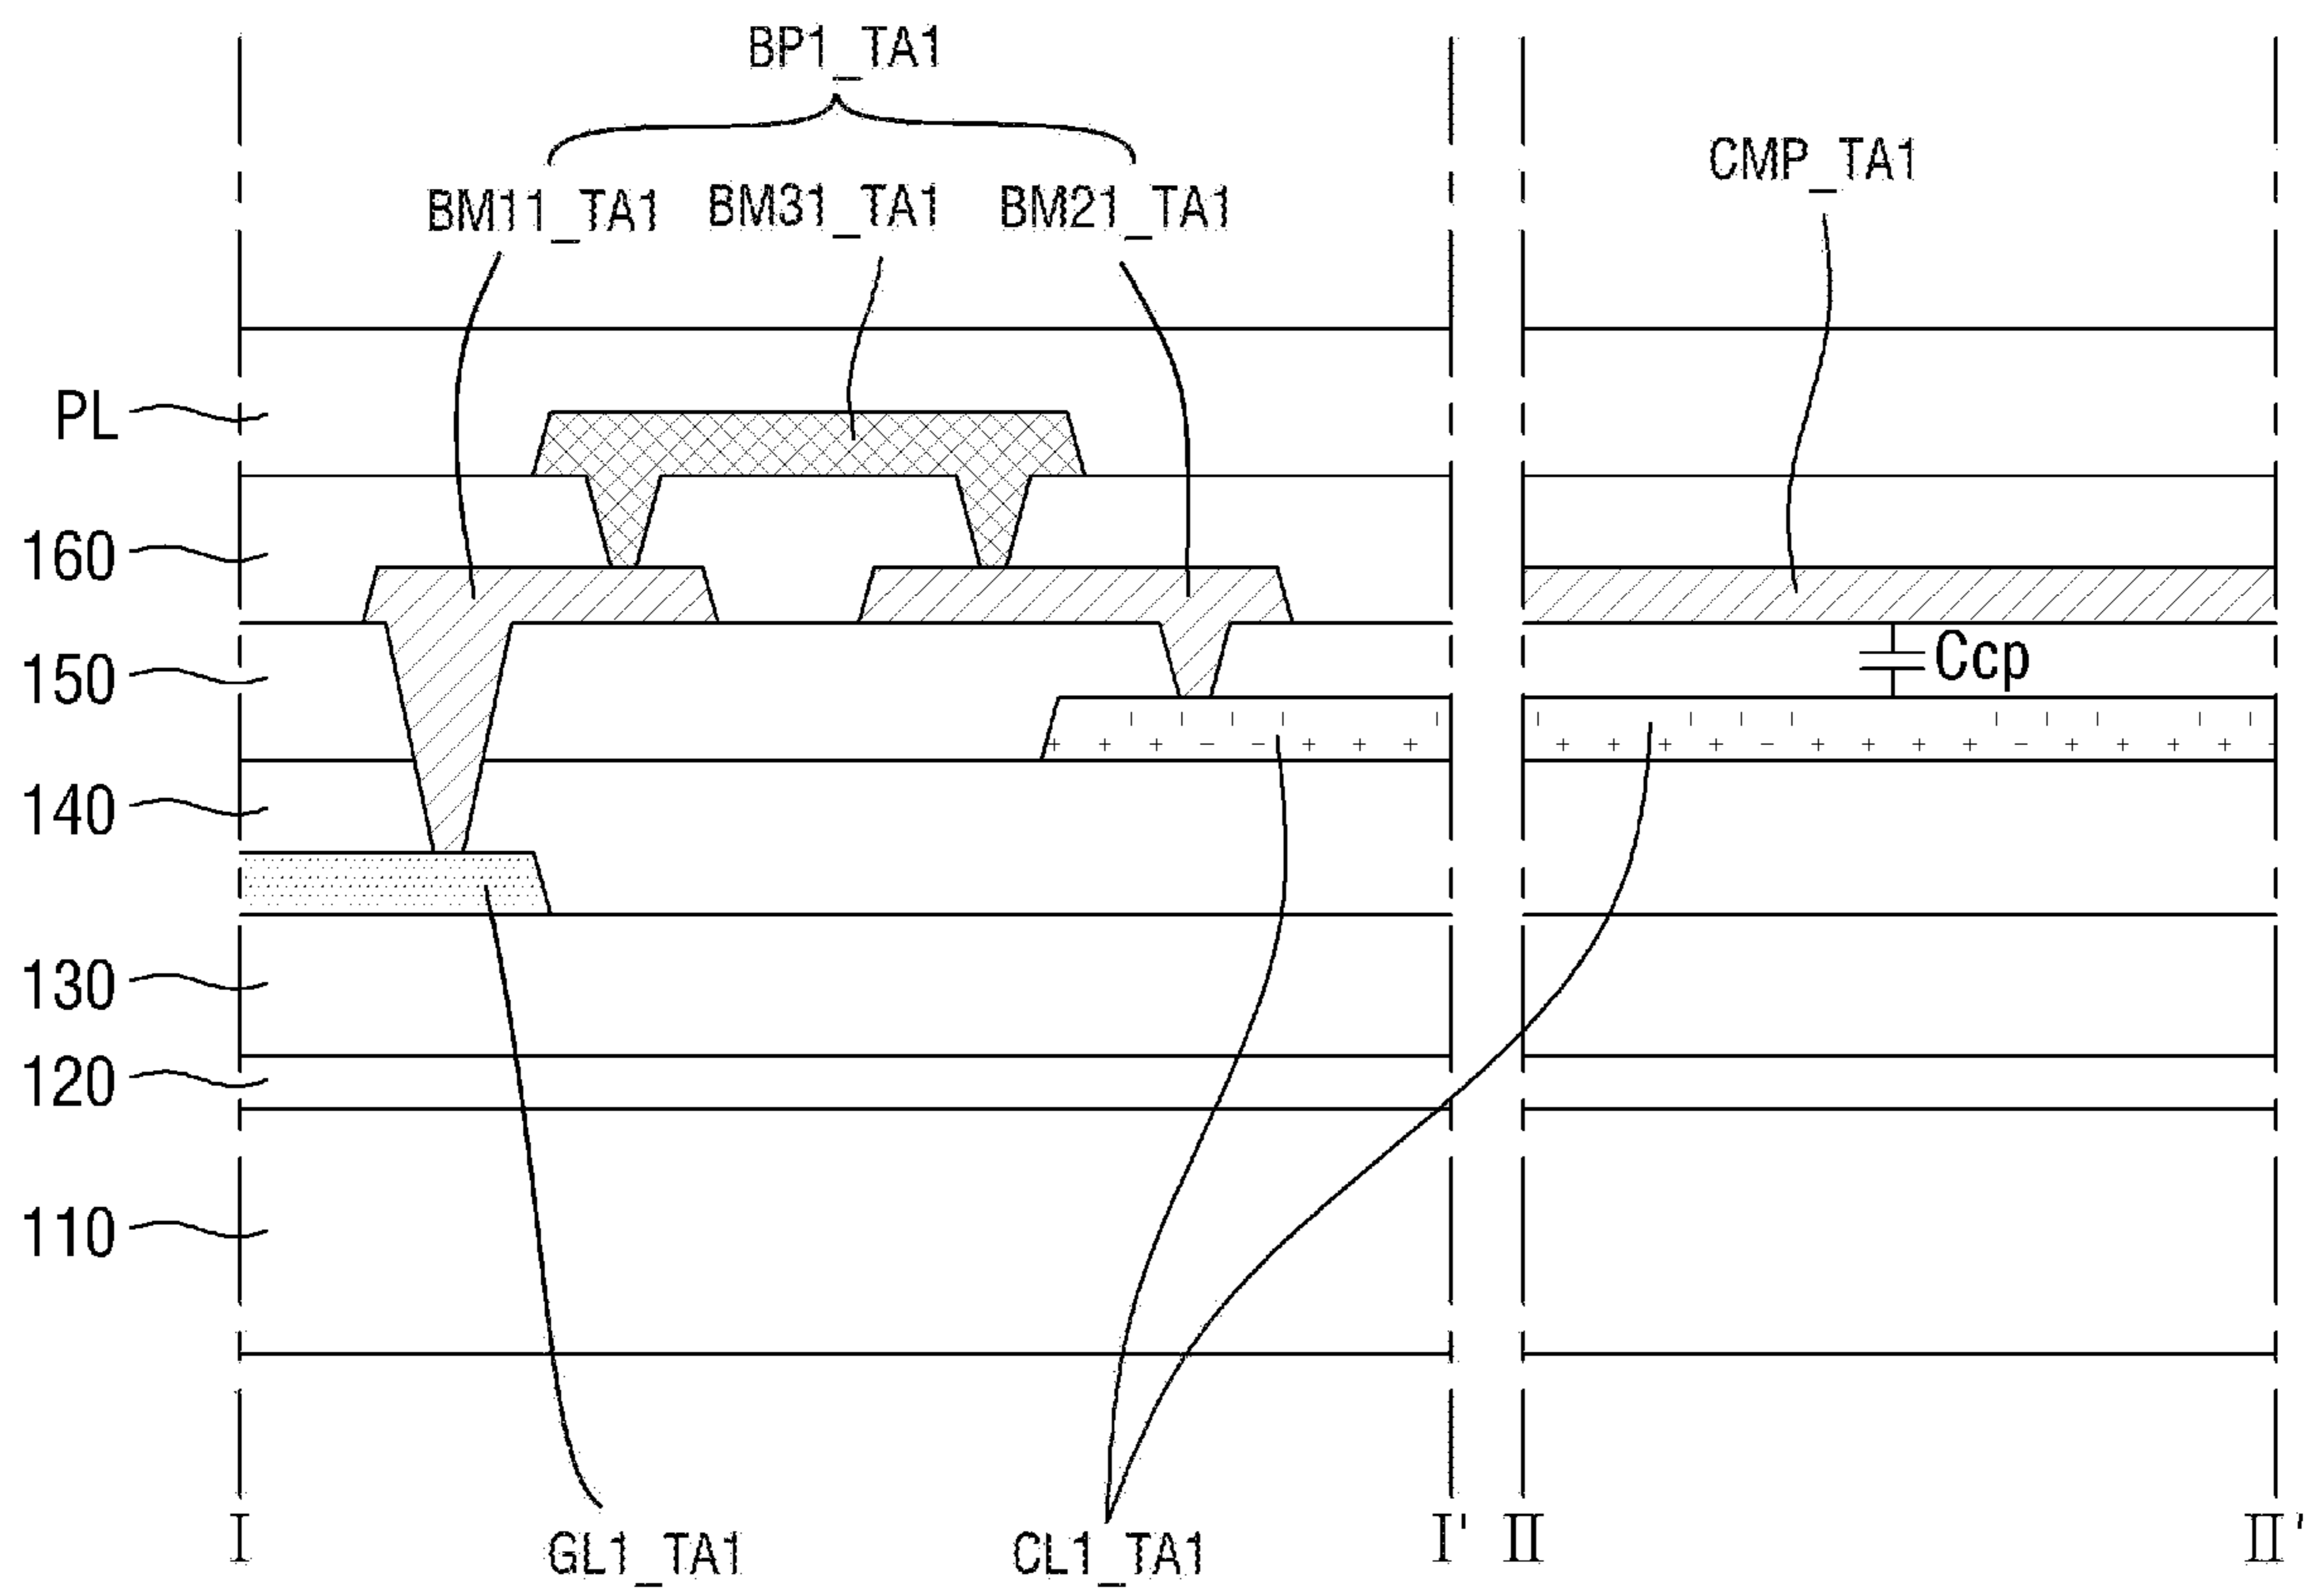 BP1_TA1
CMP_TA1
BM11_TA1 BM31_TA1 BM21_TA1
PL
160
150
Ccp
140
130
120
110
I I' II II'
GL1_TA1 CL1_TA1